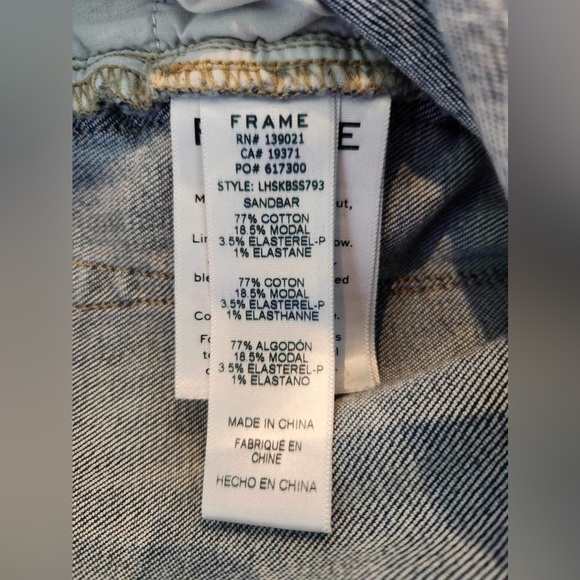 FRAME
RN# 139021
CA# 19371
PO# 617300
STYLE: LHSKBSS793
SANDBAR
77% COTTON
18.5% MODAL
3.5% ELASTEREL-P
1% ELASTANE
77% COTON
18.5% MODAL
3.5% ELASTEREL-P
1% ELASTHANNE
77% ALGODÓN
18.5% MODAL
3.5% ELASTEREL-P
1% ELASTANO
MADE IN CHINA
FABRIQUÉ EN
CHINE
HECHO EN CHINA